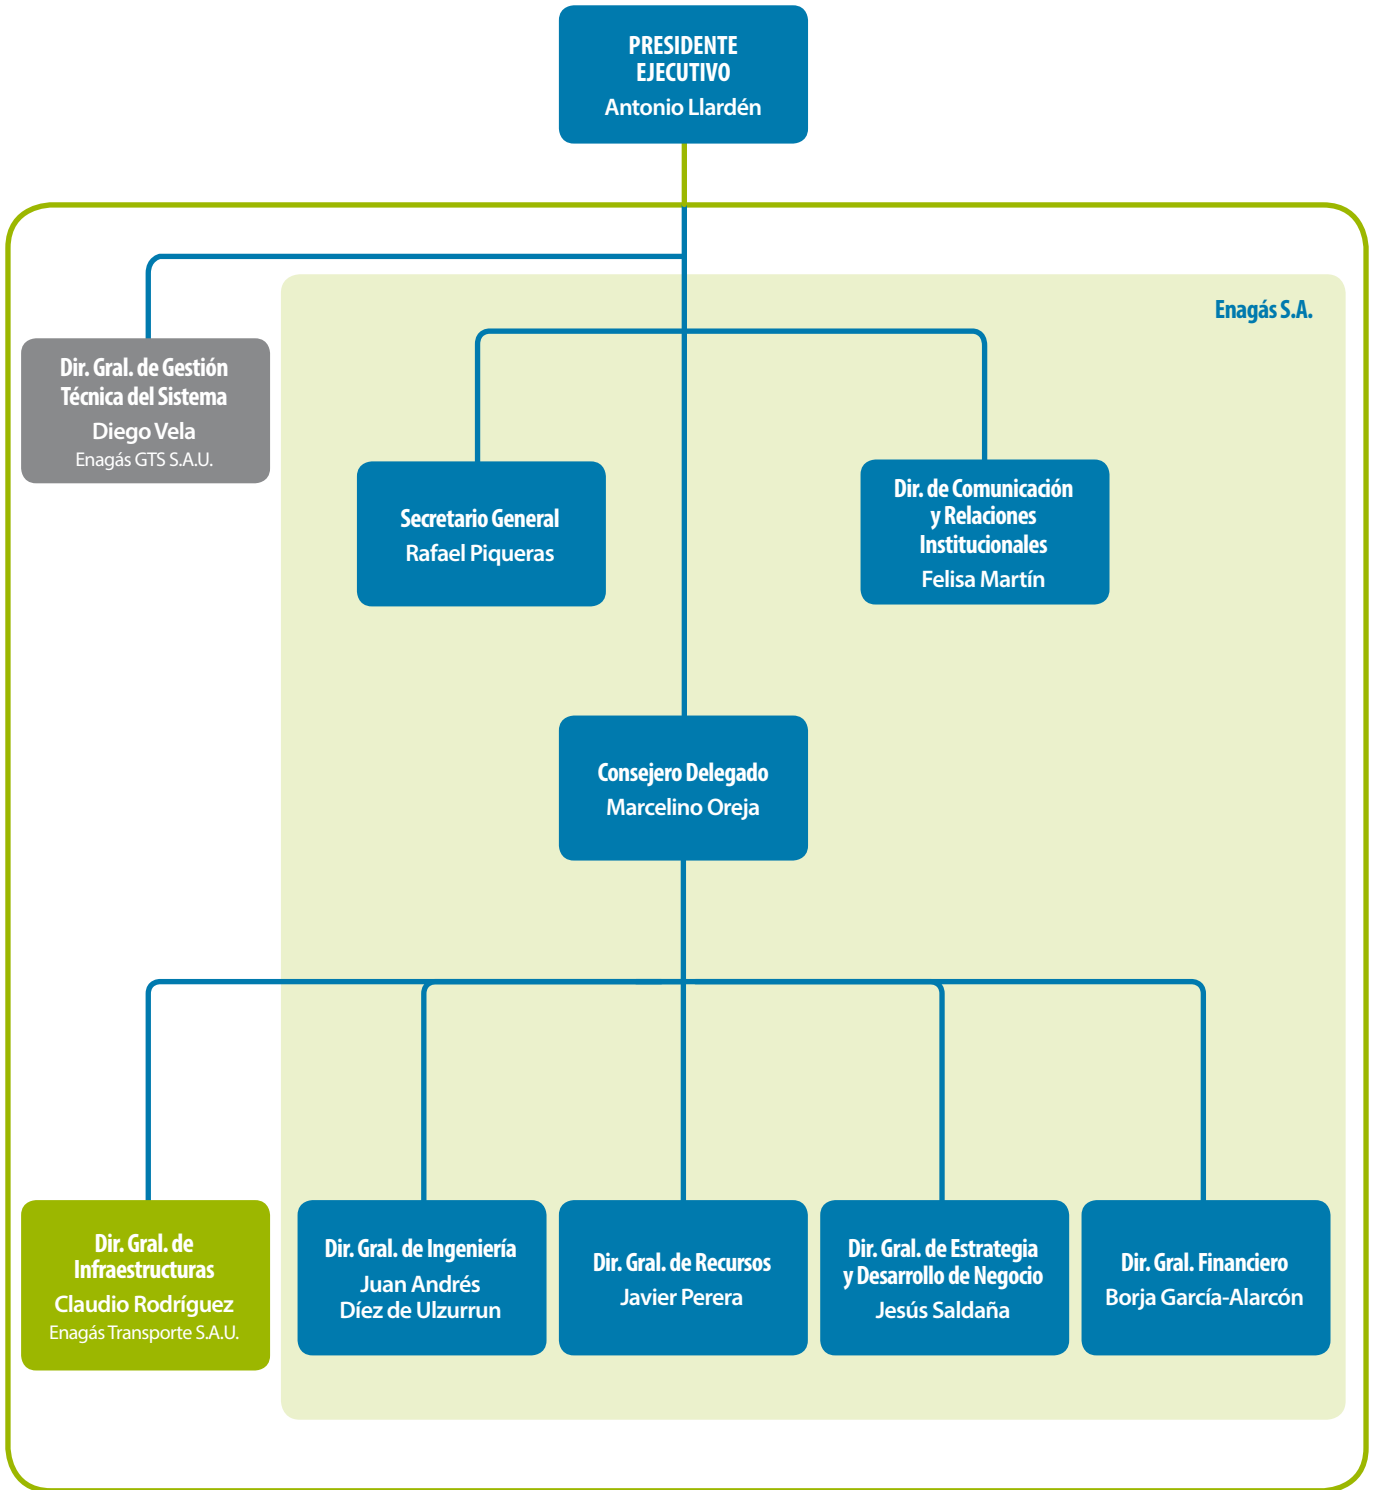 PRESIDENTE
EJECUTIVO
Antonio Llardén
Enagás S.A.
Dir. Gral. de Gestión
Técnica del Sistema
Diego Vela
Enagás GTS S.A.U.
Secretario General
Rafael Piqueras
Dir. de Comunicación
y Relaciones
Institucionales
Felisa Martín
Consejero Delegado
Marcelino Oreja
Dir. Gral. de
Infraestructuras
Claudio Rodríguez
Enagás Transporte S.A.U.
Dir. Gral. de Ingeniería
Juan Andrés
Díez de Ulzurrun
Dir. Gral. de Recursos
Javier Perera
Dir. Gral. de Estrategia
y Desarrollo de Negocio
Jesús Saldaña
Dir. Gral. Financiero
Borja García-Alarcón